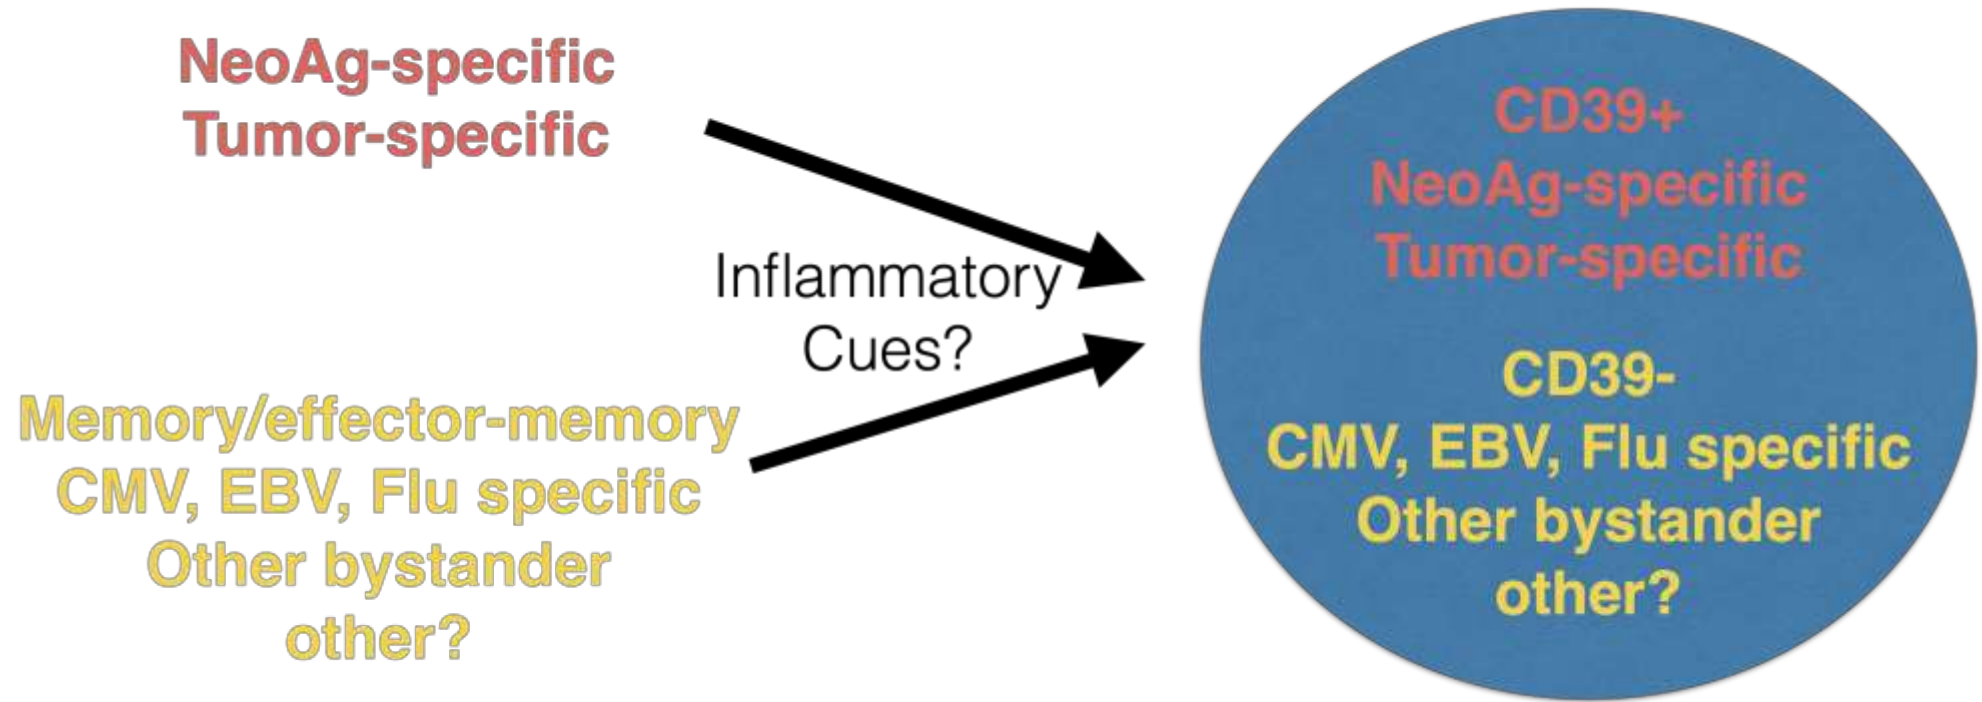 NeoAg-specific
Tumor-specific
Memory/effector-memory
CMV, EBV, Flu specific
Other bystander
other?
Inflammatory
Cues?
CD39+
NeoAg-specific
Tumor-specific
CD39-
CMV, EBV, Flu specific
Other bystander
other?